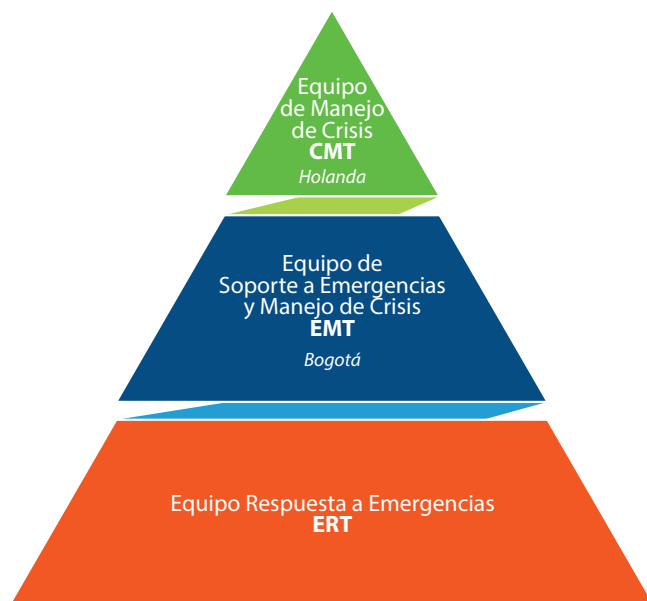 Equipo
de Manejo
de Crisis
CMT
Holanda
Equipo de
Soporte a Emergencias
y Manejo de Crisis
EMT
Bogotá
Equipo Respuesta a Emergencias
ERT